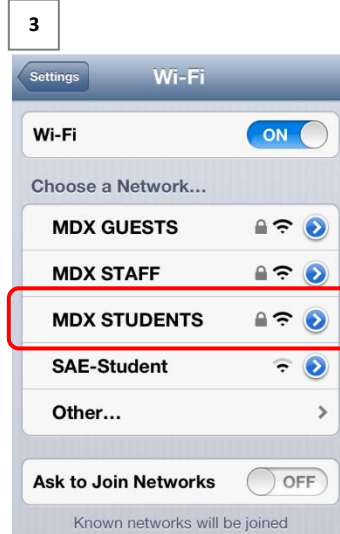 3
Settings
Wi-Fi
Wi-Fi ON
Choose a Network...
MDX GUESTS
MDX STAFF
MDX STUDENTS
SAE-Student
Other...
Ask to Join Networks OFF
Known networks will be joined